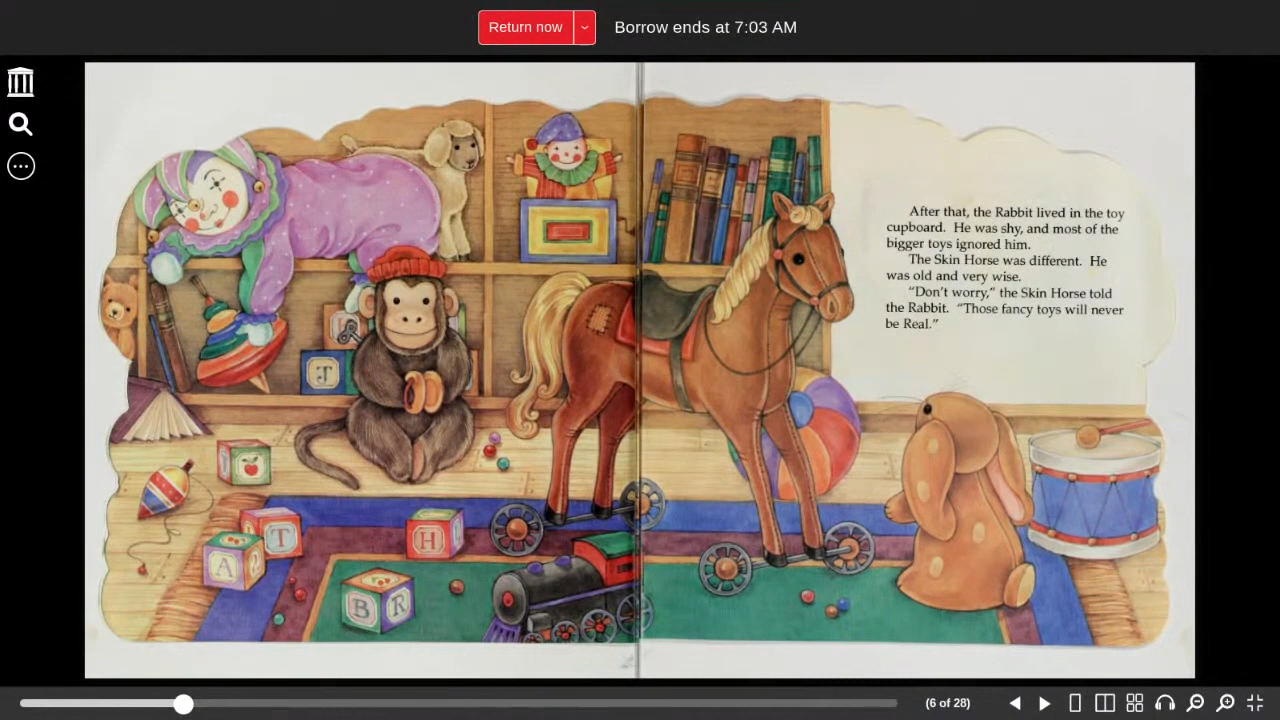 Return now
Borrow ends at 7:03 AM
After that, the Rabbit lived in the toy
cupboard. He was shy, and most of the
bigger toys ignored him.
The Skin Horse was different. He
was old and very wise.
"Don't worry," the Skin Horse told
the Rabbit. "Those fancy toys will never
be Real."
T
T
H
A
B R
(6 of 28)